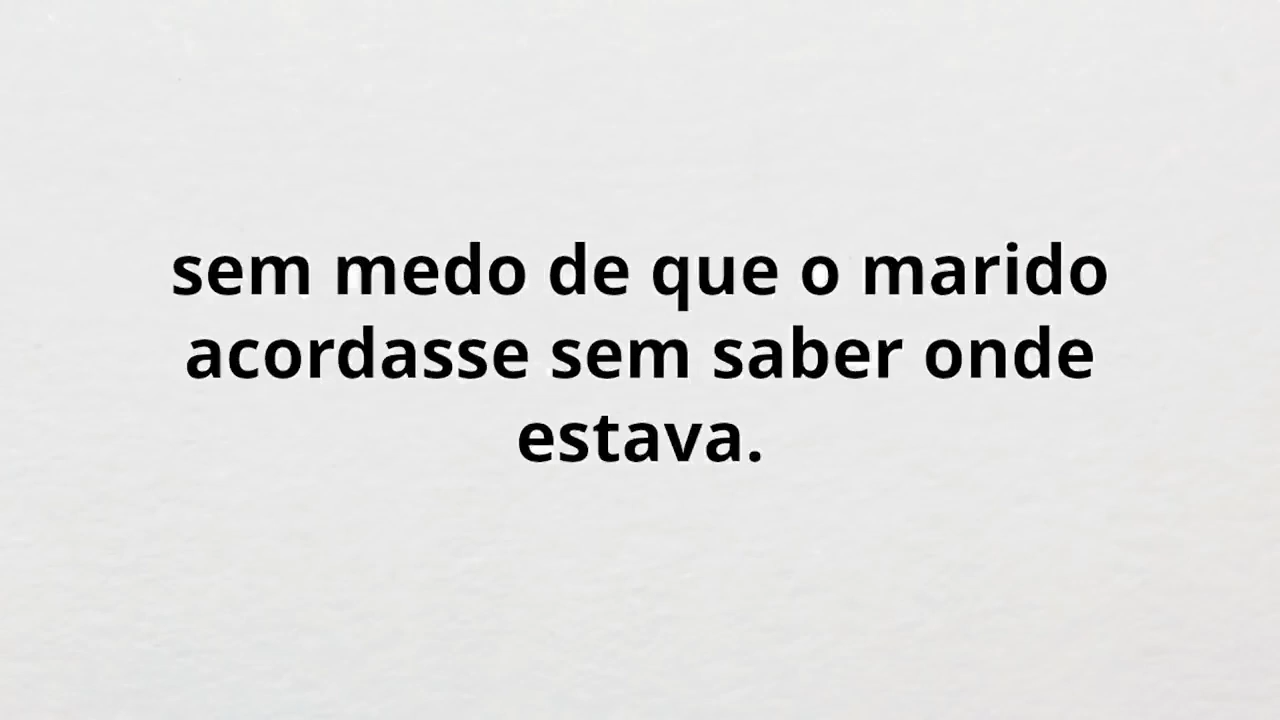 sem medo de que o marido
acordasse sem saber onde
estava.